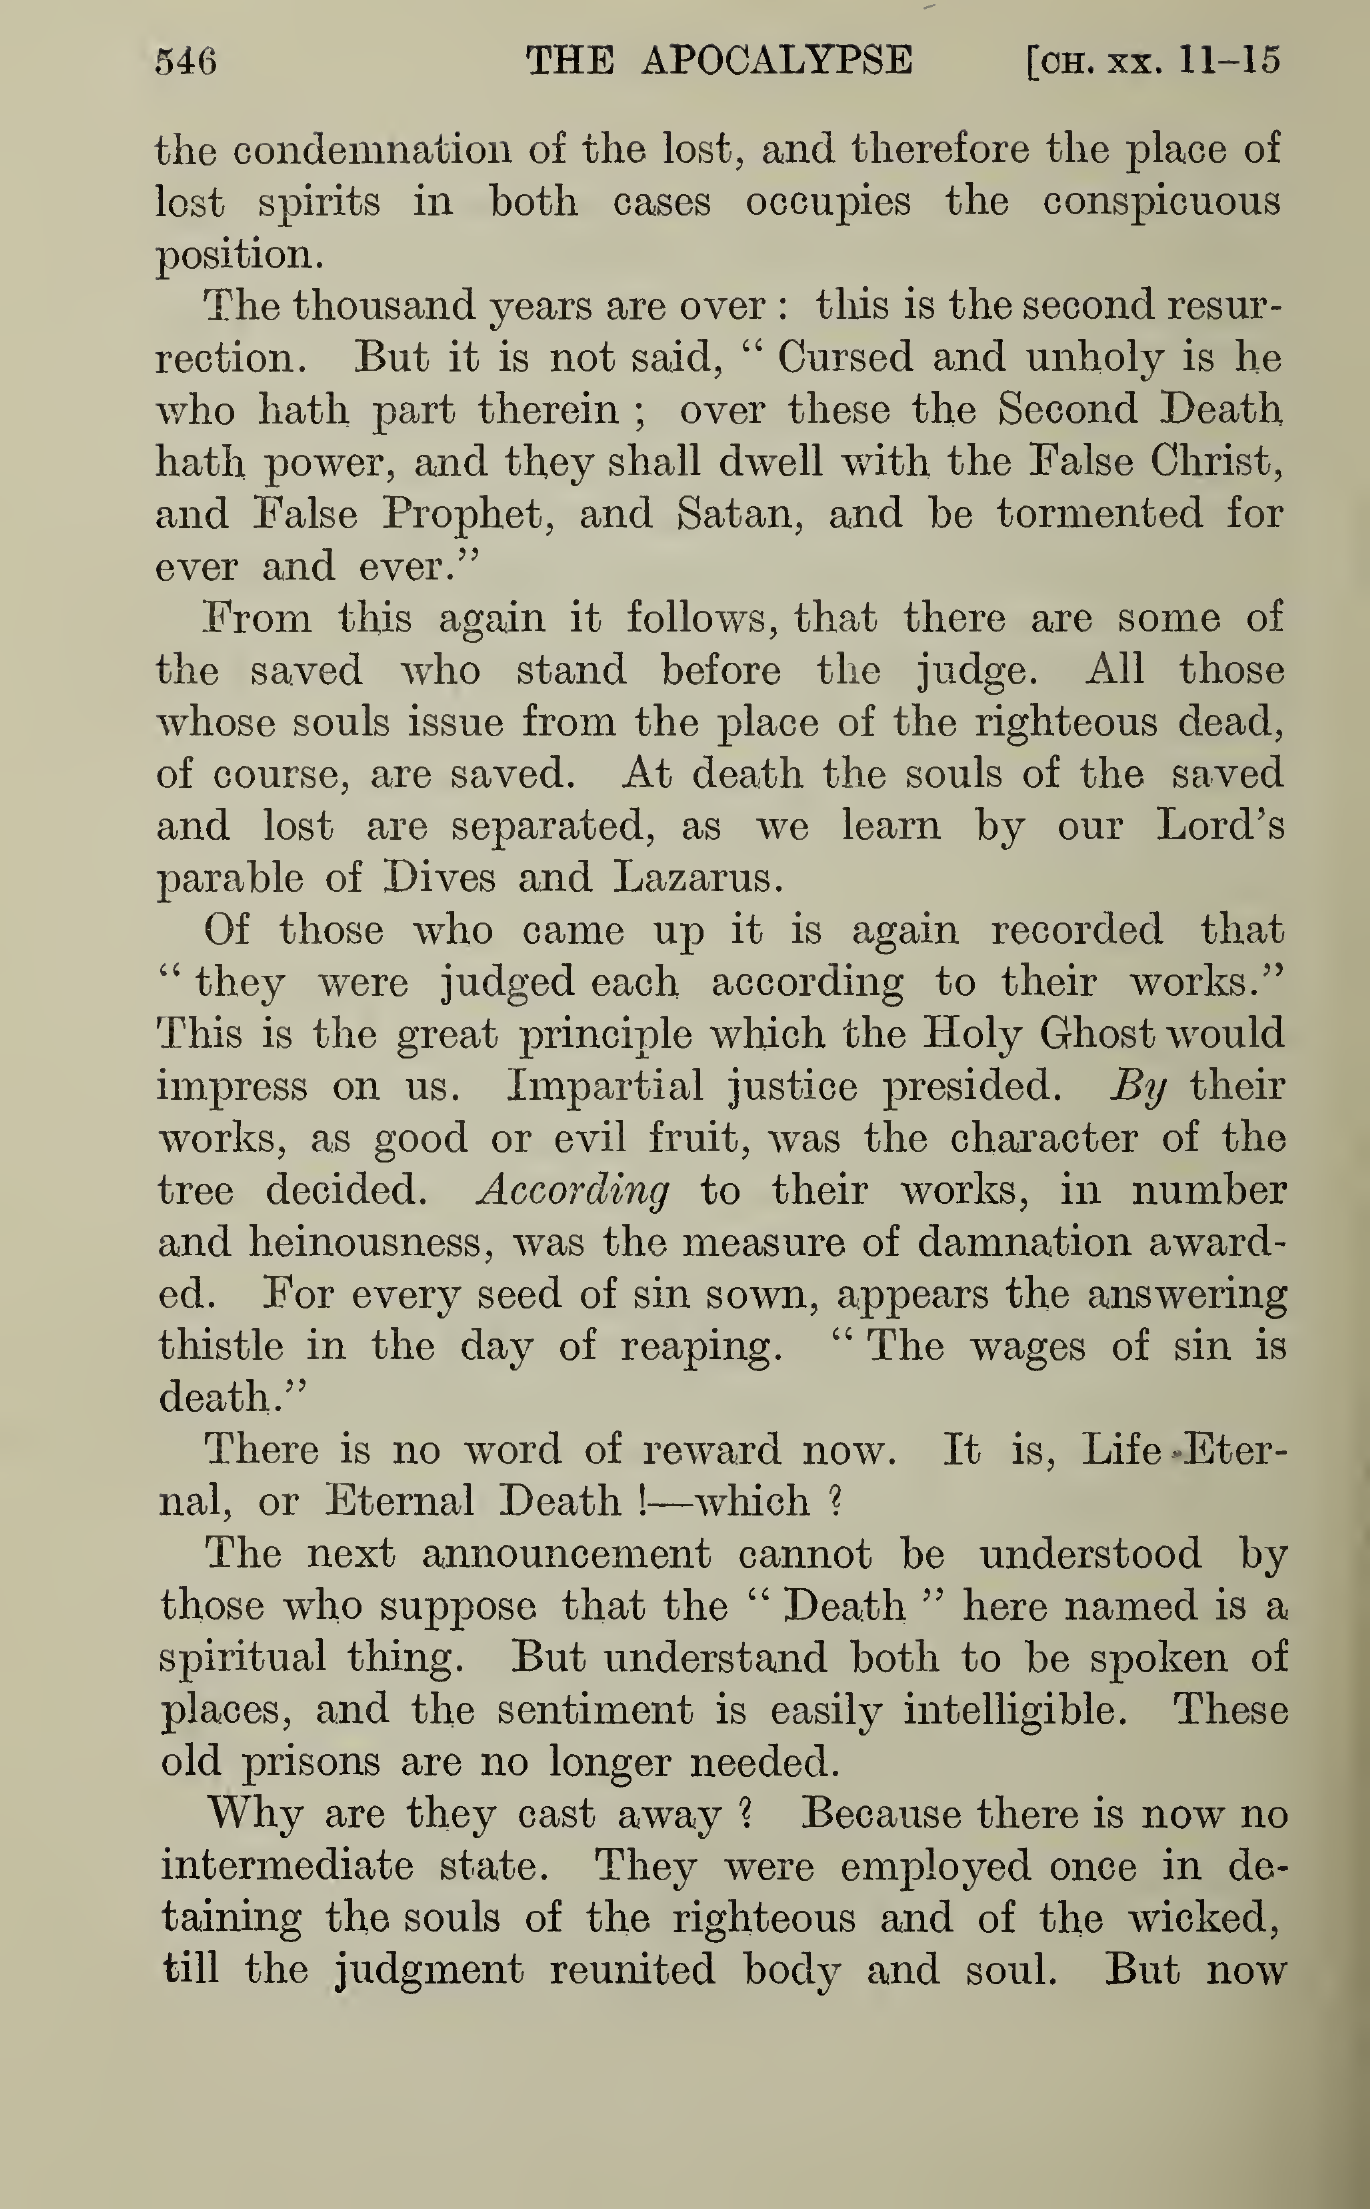 546 THE APOCALYPSE [CH. XX. 11–15
the condemnation of the lost, and therefore the place of
lost spirits in both cases occupies the conspicuous
position.
The thousand years are over : this is the second resur-
rection. But it is not said, “ Cursed and unholy is he
who hath part therein ; over these the Second Death
hath power, and they shall dwell with the False Christ,
and False Prophet, and Satan, and be tormented for
ever and ever.”
From this again it follows, that there are some of
the saved who stand before the judge. All those
whose souls issue from the place of the righteous dead,
of course, are saved. At death the souls of the saved
and lost are separated, as we learn by our Lord’s
parable of Dives and Lazarus.
Of those who came up it is again recorded that
“ they were judged each according to their works.”
This is the great principle which the Holy Ghost would
impress on us. Impartial justice presided. By their
works, as good or evil fruit, was the character of the
tree decided. According to their works, in number
and heinousness, was the measure of damnation award-
ed. For every seed of sin sown, appears the answering
thistle in the day of reaping. “ The wages of sin is
death.”
There is no word of reward now. It is, Life Eter-
nal, or Eternal Death !—which ?
The next announcement cannot be understood by
those who suppose that the “ Death ” here named is a
spiritual thing. But understand both to be spoken of
places, and the sentiment is easily intelligible. These
old prisons are no longer needed.
Why are they cast away ? Because there is now no
intermediate state. They were employed once in de-
taining the souls of the righteous and of the wicked,
till the judgment reunited body and soul. But now